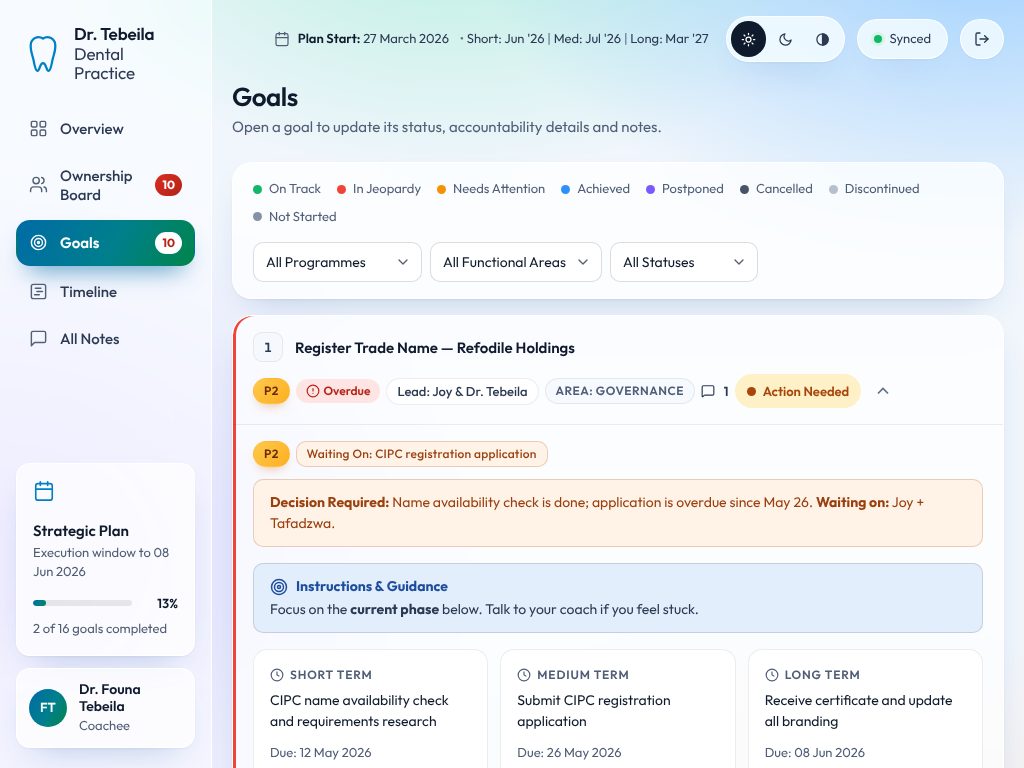 Dr. Tebeila
Dental
Practice
Overview
Ownership
Board
10
Goals
10
Timeline
All Notes
Strategic Plan
Execution window to 08
Jun 2026
13%
2 of 16 goals completed
FT
Dr. Founa
Tebeila
Coachee
Plan Start: 27 March 2026 • Short: Jun '26 | Med: Jul '26 | Long: Mar '27
Synced
Goals
Open a goal to update its status, accountability details and notes.
On Track In Jeopardy Needs Attention Achieved Postponed Cancelled Discontinued
Not Started
All Programmes All Functional Areas All Statuses
1 Register Trade Name — Refodile Holdings
P2 Overdue Lead: Joy & Dr. Tebeila AREA: GOVERNANCE 1 Action Needed
P2 Waiting On: CIPC registration application
Decision Required: Name availability check is done; application is overdue since May 26. Waiting on: Joy +
Tafadzwa.
Instructions & Guidance
Focus on the current phase below. Talk to your coach if you feel stuck.
SHORT TERM
CIPC name availability check
and requirements research
Due: 12 May 2026
MEDIUM TERM
Submit CIPC registration
application
Due: 26 May 2026
LONG TERM
Receive certificate and update
all branding
Due: 08 Jun 2026